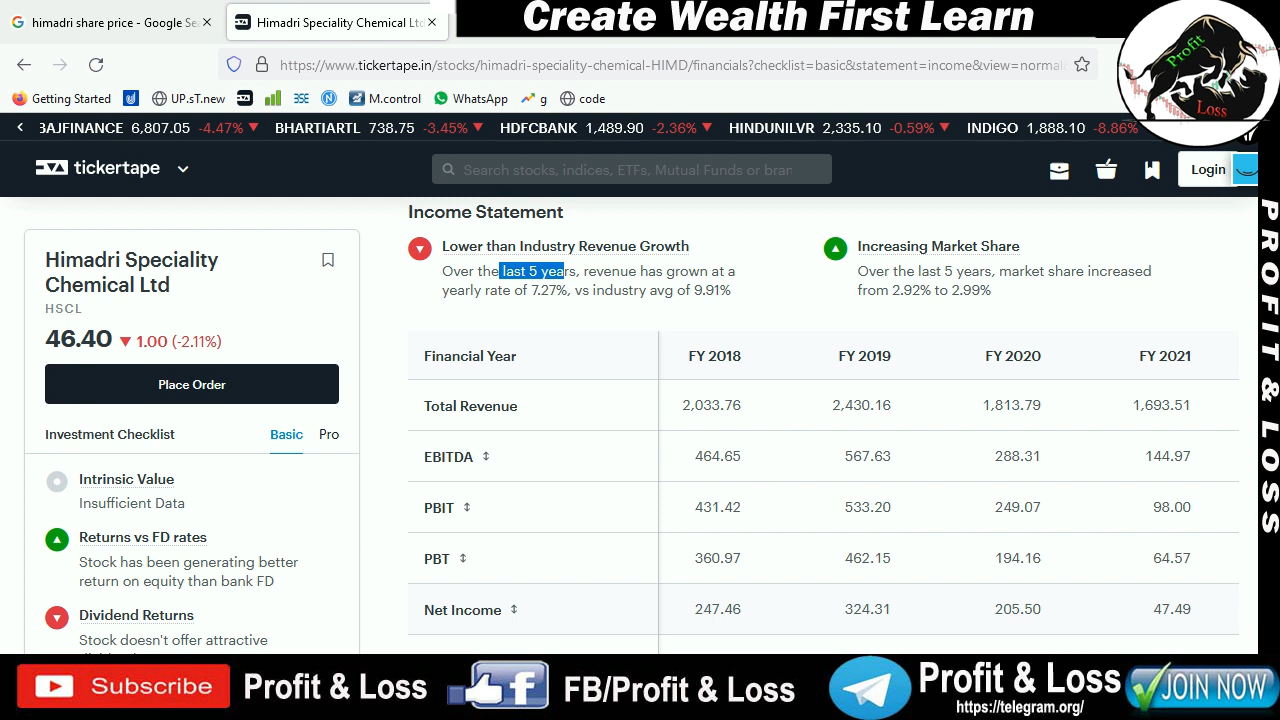 himadri share price - Google Se
Himadri Speciality Chemical Ltd
Create Wealth First Learn
Profit
Loss
https://www.tickertape.in/stocks/himadri-speciality-chemical-HIMD/financials?checklist=basic&statement=income&view=normal
Getting Started UP.sT.new BSE M.control WhatsApp g code
BAJFINANCE 6,807.05 -4.47% BHARTIARTL 738.75 -3.45% HDFCBANK 1,489.90 -2.36% HINDUNILVR 2,335.10 -0.59% INDIGO 1,888.10 -8.86%
tickertape
Search stocks, indices, ETFs, Mutual Funds or bran
Login
Himadri Speciality
Chemical Ltd
HSCL
46.40 1.00 (-2.11%)
Place Order
Investment Checklist Basic Pro
Intrinsic Value
Insufficient Data
Returns vs FD rates
Stock has been generating better
return on equity than bank FD
Dividend Returns
Stock doesn't offer attractive
Income Statement
Lower than Industry Revenue Growth
Over the last 5 years, revenue has grown at a
yearly rate of 7.27%, vs industry avg of 9.91%
Increasing Market Share
Over the last 5 years, market share increased
from 2.92% to 2.99%
Financial Year FY 2018 FY 2019 FY 2020 FY 2021
Total Revenue 2,033.76 2,430.16 1,813.79 1,693.51
EBITDA 464.65 567.63 288.31 144.97
PBIT 431.42 533.20 249.07 98.00
PBT 360.97 462.15 194.16 64.57
Net Income 247.46 324.31 205.50 47.49
PROFIT & LOSS
Subscribe
Profit & Loss
f
FB/Profit & Loss
Profit & Loss
https://telegram.org/
JOIN NOW